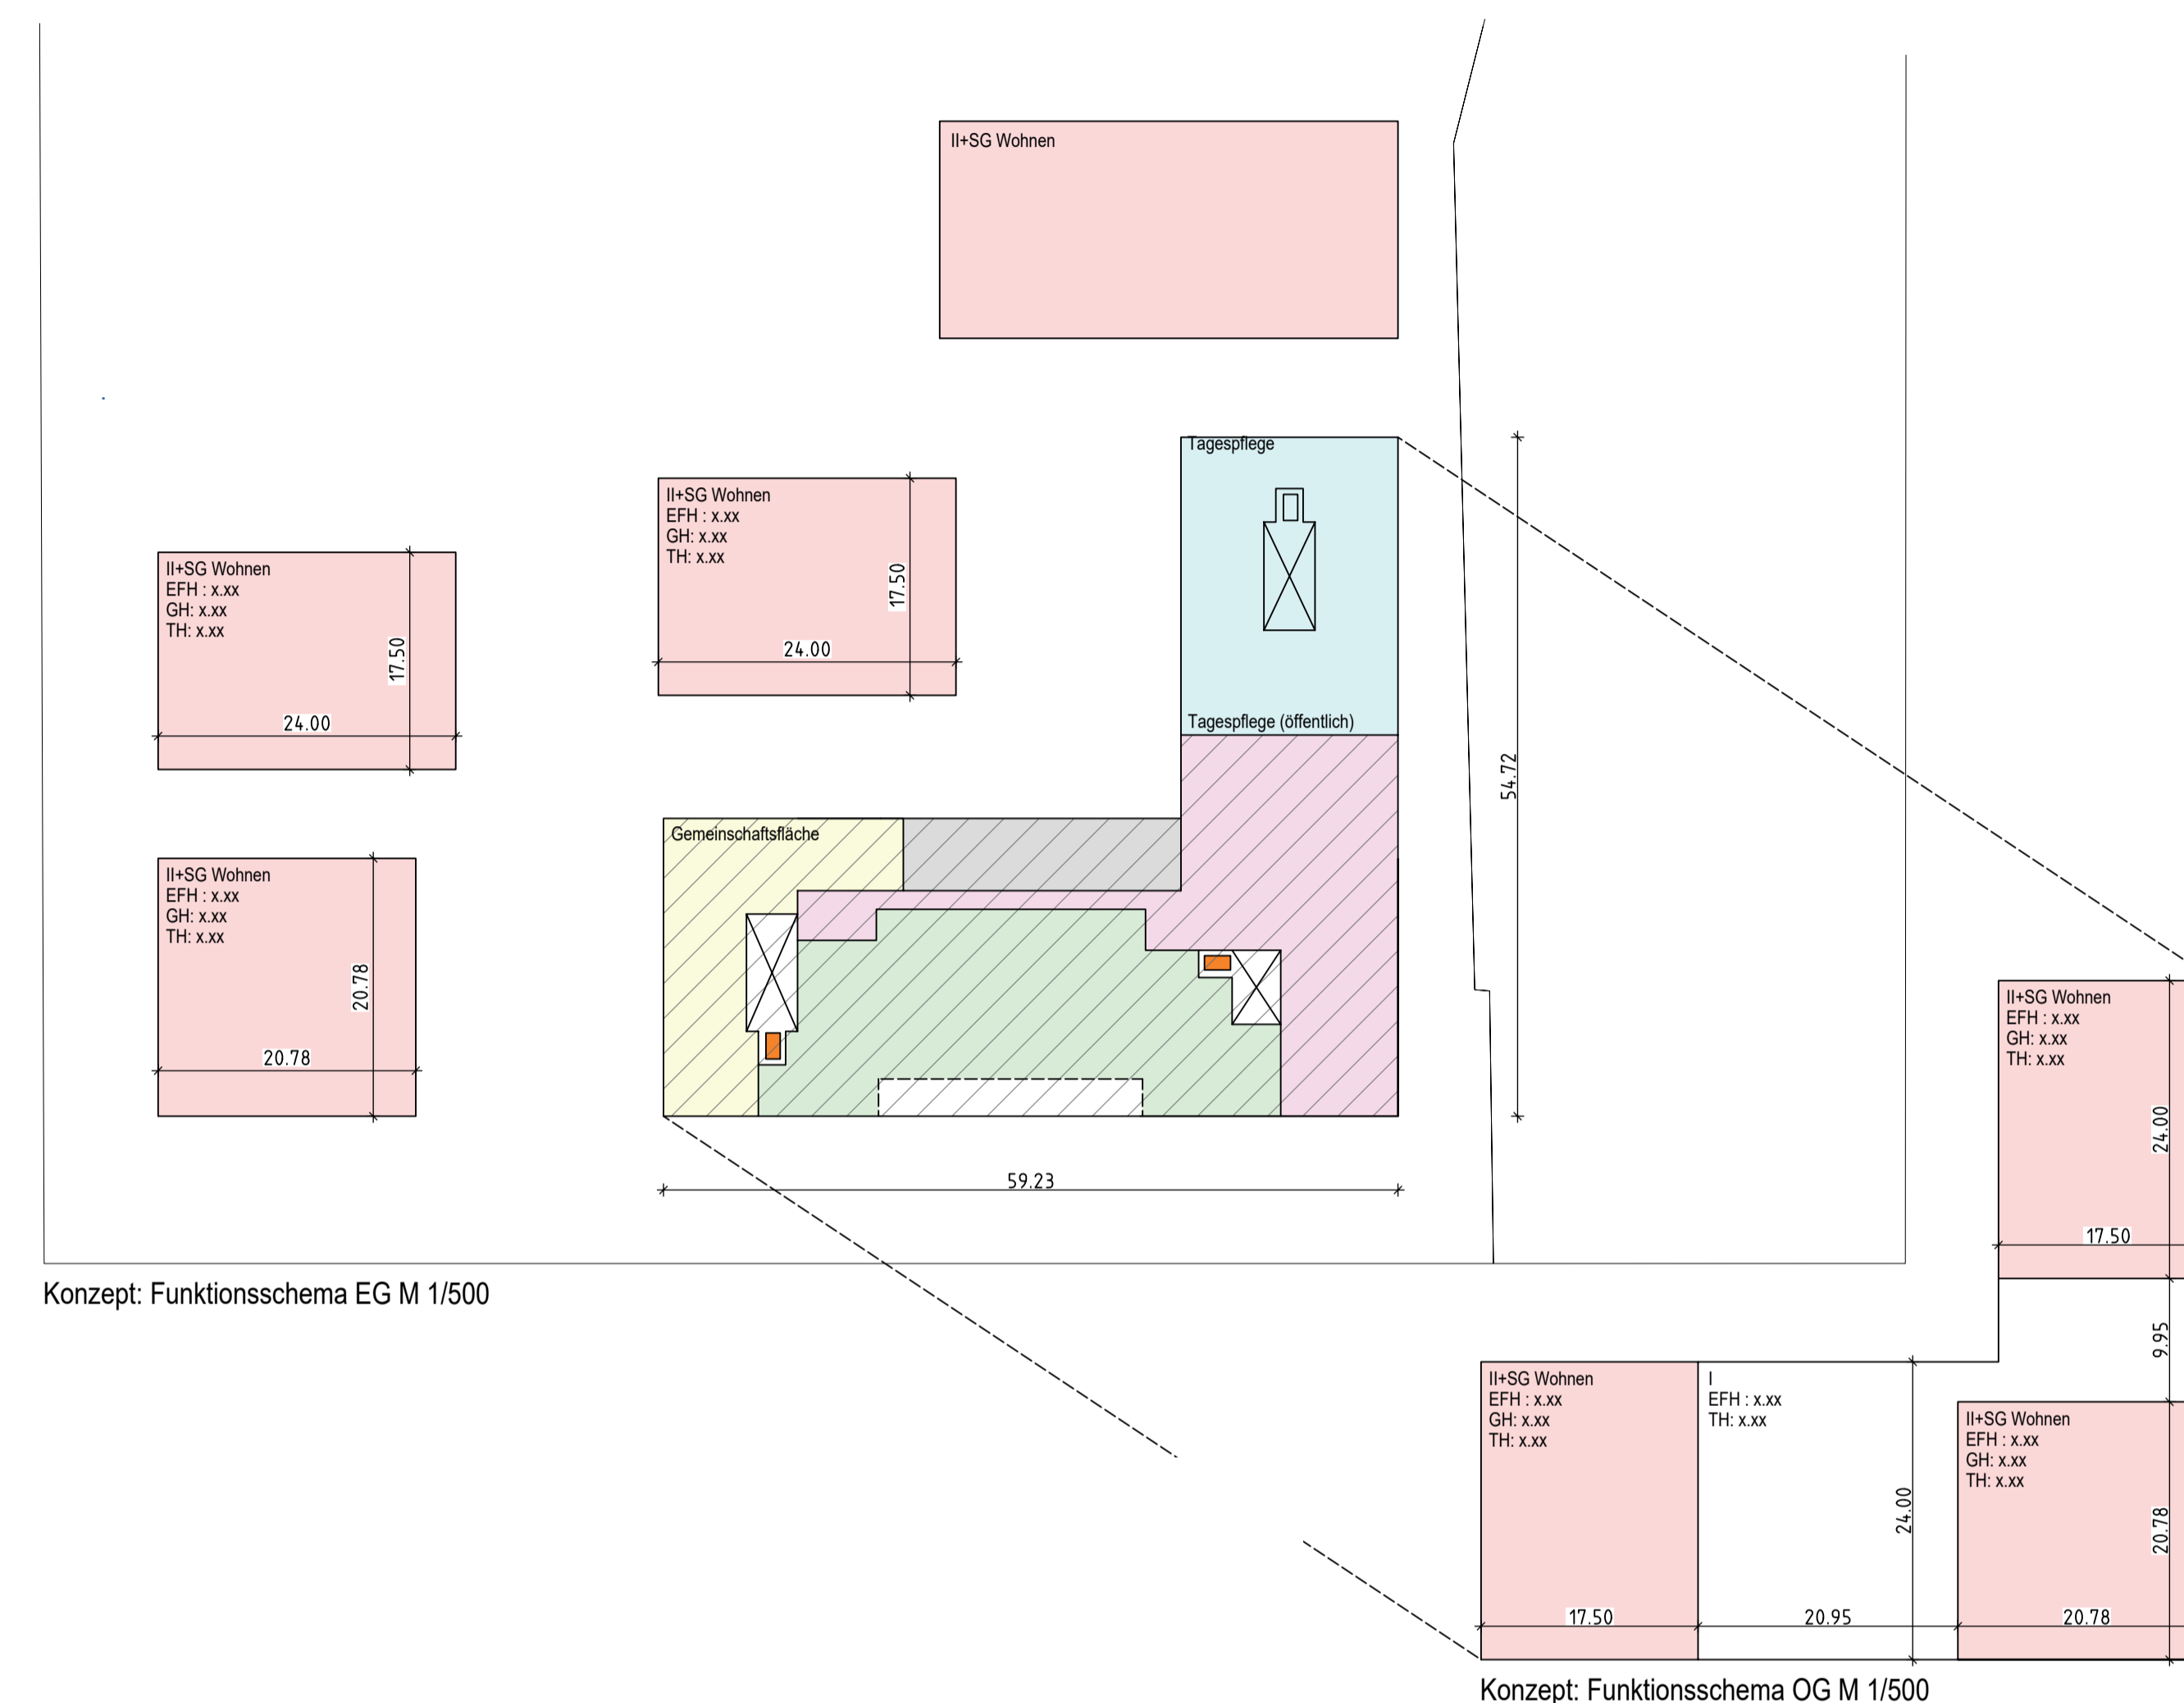 II+SG Wohnen
Tagespflege
II+SG Wohnen
EFH : x.xx
GH: x.xx
TH: x.xx
17.50
24.00
II+SG Wohnen
EFH : x.xx
GH: x.xx
TH: x.xx
17.50
24.00
Tagespflege (öffentlich)
54.72
Gemeinschaftsfläche
II+SG Wohnen
EFH : x.xx
GH: x.xx
TH: x.xx
20.78
20.78
59.23
Konzept: Funktionsschema EG M 1/500
II+SG Wohnen
EFH : x.xx
GH: x.xx
TH: x.xx
24.00
17.50
9.95
II+SG Wohnen
EFH : x.xx
GH: x.xx
TH: x.xx
I
EFH : x.xx
TH: x.xx
II+SG Wohnen
EFH : x.xx
GH: x.xx
TH: x.xx
24.00
20.78
17.50
20.95
20.78
Konzept: Funktionsschema OG M 1/500